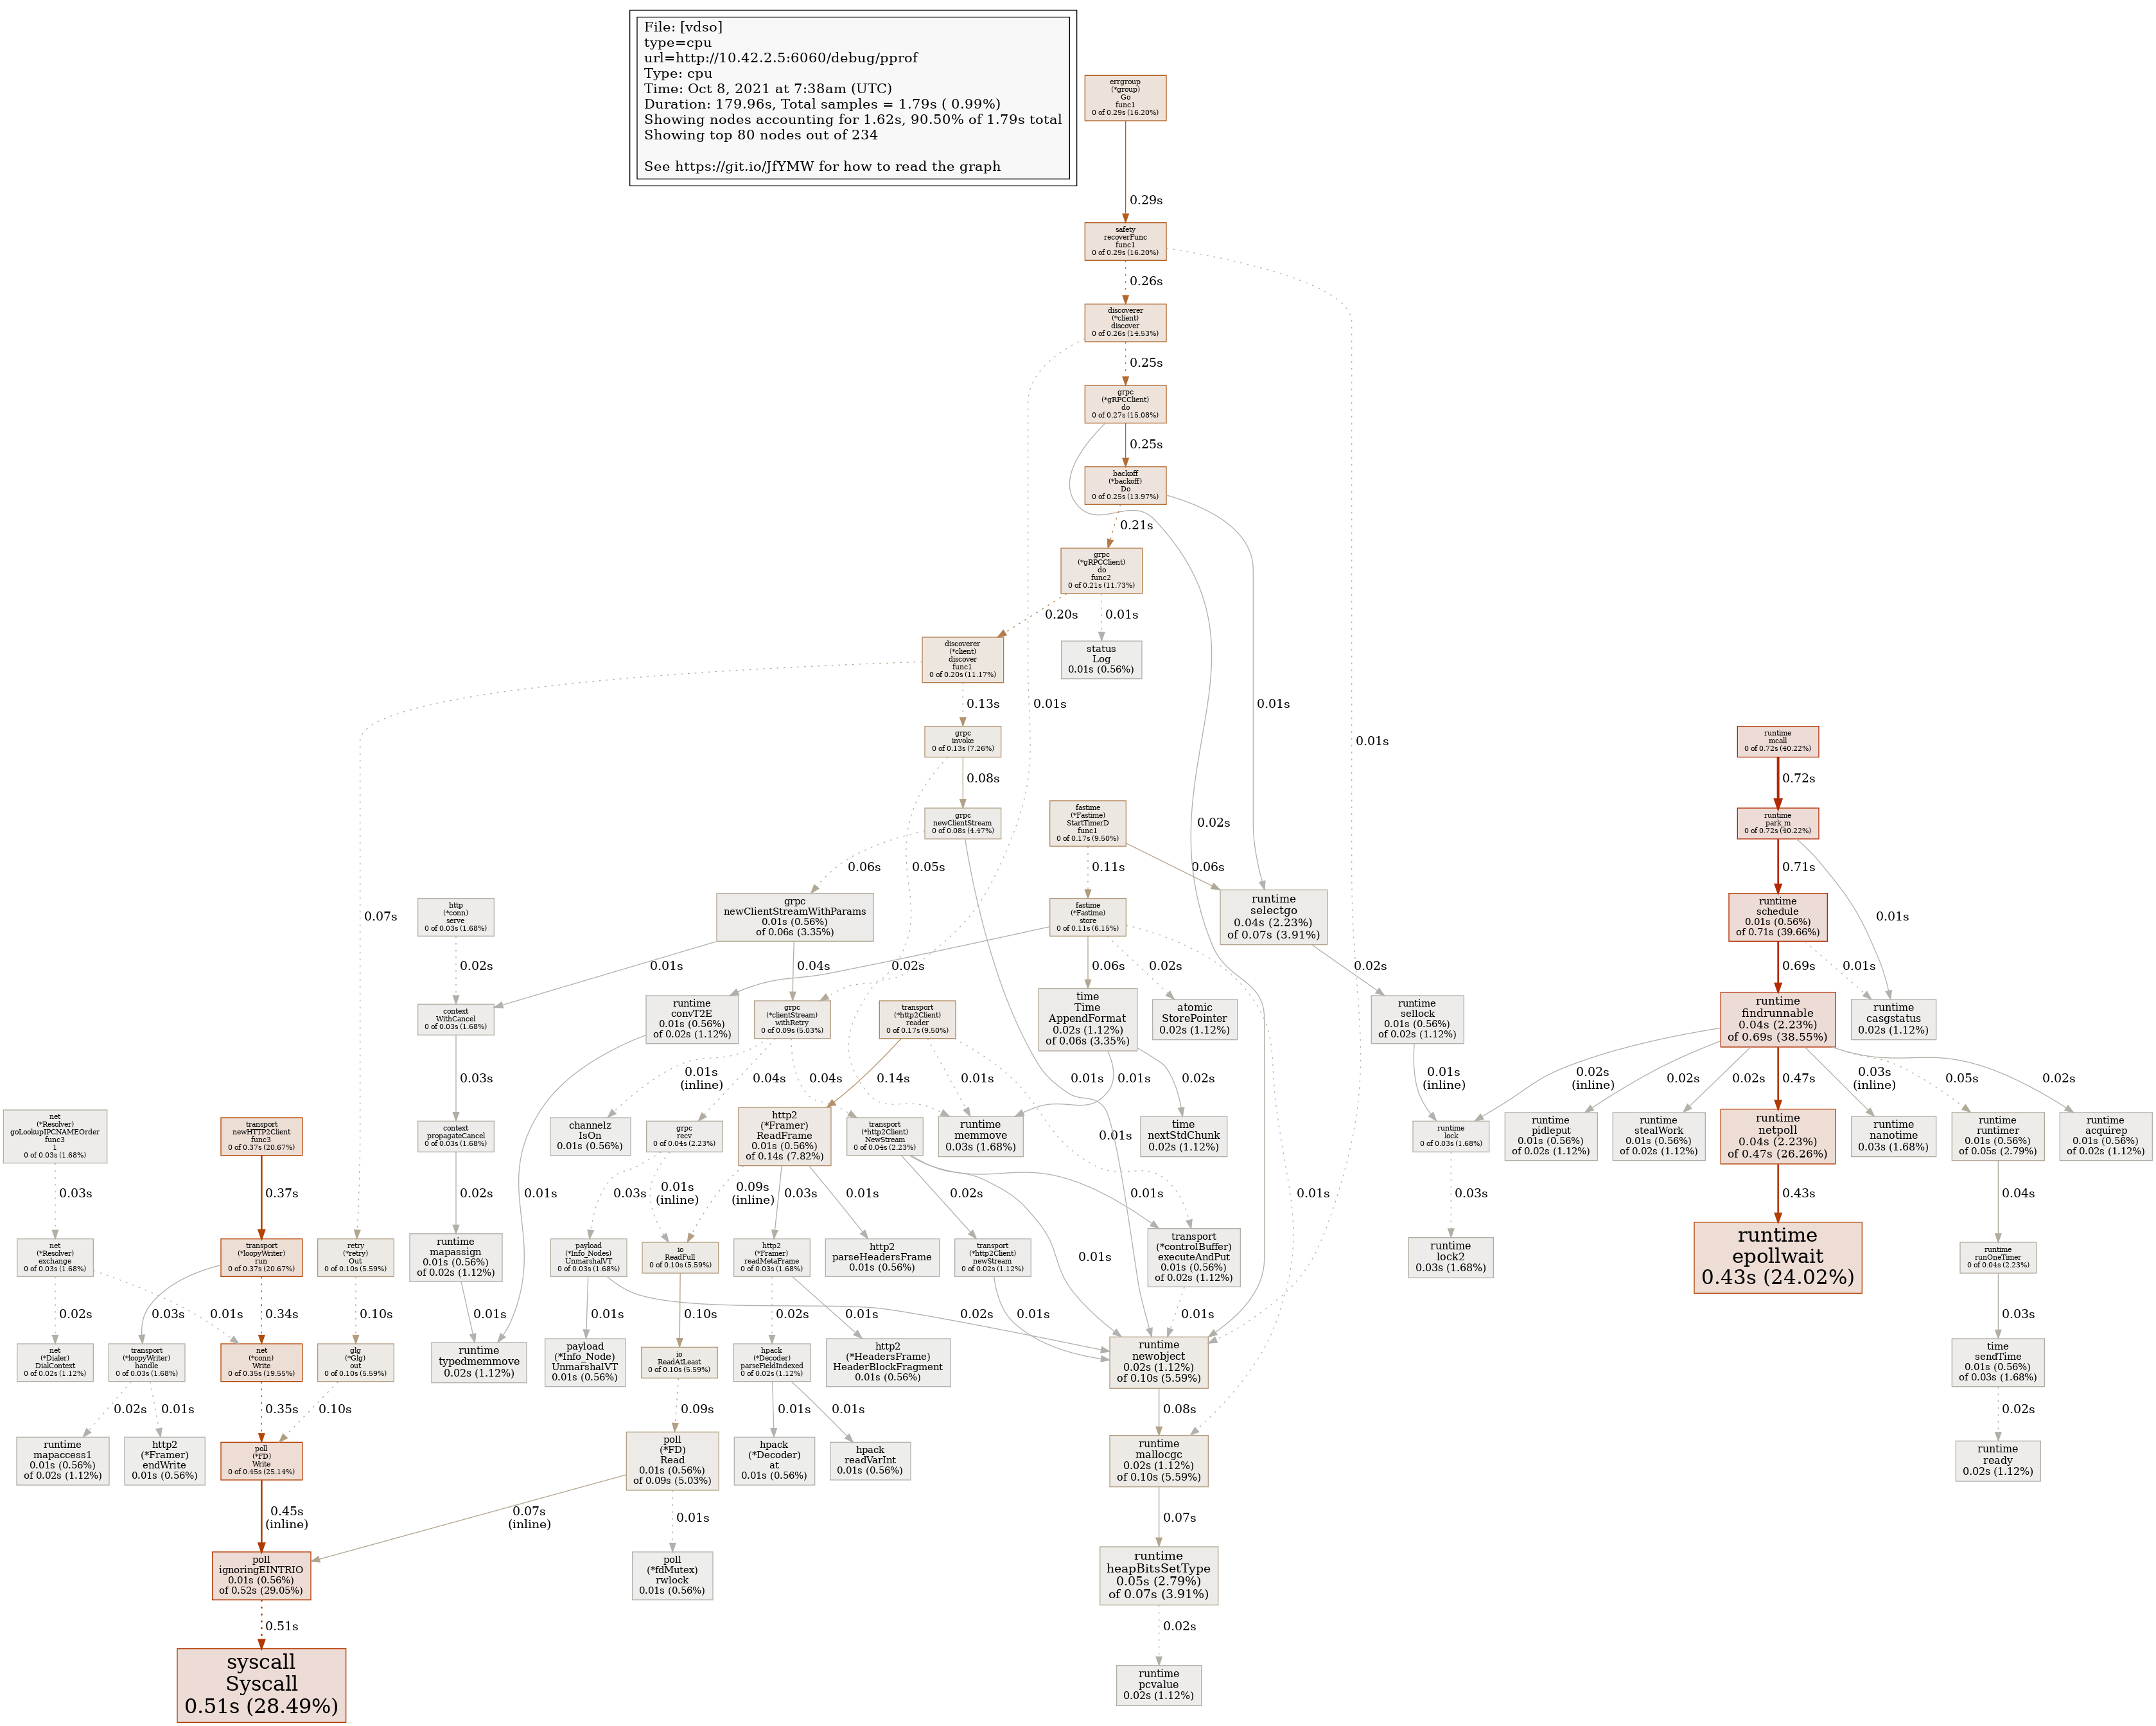 File: [vdso]
type=cpu
url=http://10.42.2.5:6060/debug/pprof
Type: cpu
Time: Oct 8, 2021 at 7:38am (UTC)
Duration: 179.96s, Total samples = 1.79s ( 0.99%)
Showing nodes accounting for 1.62s, 90.50% of 1.79s total
Showing top 80 nodes out of 234
See https://git.io/JfYMW for how to read the graph
errgroup
(*group)
Go
func1
0 of 0.29s (16.20%)
0.29s
safety
recoverFunc
func1
0 of 0.29s (16.20%)
0.26s
discoverer
(*client)
discover
0 of 0.26s (14.53%)
0.25s
grpc
(*gRPCClient)
do
0 of 0.27s (15.08%)
0.25s
backoff
(*backoff)
Do
0 of 0.25s (13.97%)
0.21s
grpc
(*gRPCClient)
do
func2
0 of 0.21s (11.73%)
0.20s
0.01s
discoverer
(*client)
discover
func1
0 of 0.20s (11.17%)
status
Log
0.01s (0.56%)
0.13s
0.01s
0.01s
0.01s
grpc
invoke
0 of 0.13s (7.26%)
runtime
mcall
0 of 0.72s (40.22%)
0.08s
0.72s
grpc
newClientStream
0 of 0.08s (4.47%)
fastime
(*Fastime)
StartTimerD
func1
0 of 0.17s (9.50%)
0.02s
runtime
park_m
0 of 0.72s (40.22%)
0.07s
0.06s
0.05s
0.11s
0.06s
0.71s
0.01s
http
(*conn)
serve
0 of 0.03s (1.68%)
grpc
newClientStreamWithParams
0.01s (0.56%)
of 0.06s (3.35%)
fastime
(*Fastime)
store
0 of 0.11s (6.15%)
runtime
selectgo
0.04s (2.23%)
of 0.07s (3.91%)
runtime
schedule
0.01s (0.56%)
of 0.71s (39.66%)
0.02s
0.01s
0.04s
0.02s
0.06s
0.02s
0.02s
0.69s
0.01s
context
WithCancel
0 of 0.03s (1.68%)
runtime
convT2E
0.01s (0.56%)
of 0.02s (1.12%)
grpc
(*clientStream)
withRetry
0 of 0.09s (5.03%)
transport
(*http2Client)
reader
0 of 0.17s (9.50%)
time
Time
AppendFormat
0.02s (1.12%)
of 0.06s (3.35%)
atomic
StorePointer
0.02s (1.12%)
runtime
sellock
0.01s (0.56%)
of 0.02s (1.12%)
runtime
findrunnable
0.04s (2.23%)
of 0.69s (38.55%)
runtime
casgstatus
0.02s (1.12%)
0.03s
0.01s
(inline)
0.04s
0.04s
0.14s
0.01s
0.01s
0.01s
0.02s
0.01s
(inline)
0.02s
(inline)
0.02s
0.02s
0.47s
0.03s
(inline)
0.05s
0.02s
net
(*Resolver)
goLookupIPCNAMEOrder
func3
1
0 of 0.03s (1.68%)
transport
newHTTP2Client
func3
0 of 0.37s (20.67%)
context
propagateCancel
0 of 0.03s (1.68%)
channelz
IsOn
0.01s (0.56%)
grpc
recv
0 of 0.04s (2.23%)
http2
(*Framer)
ReadFrame
0.01s (0.56%)
of 0.14s (7.82%)
transport
(*http2Client)
NewStream
0 of 0.04s (2.23%)
runtime
memmove
0.03s (1.68%)
0.01s
time
nextStdChunk
0.02s (1.12%)
runtime
lock
0 of 0.03s (1.68%)
runtime
pidleput
0.01s (0.56%)
of 0.02s (1.12%)
runtime
stealWork
0.01s (0.56%)
of 0.02s (1.12%)
runtime
netpoll
0.04s (2.23%)
of 0.47s (26.26%)
runtime
nanotime
0.03s (1.68%)
runtime
runtimer
0.01s (0.56%)
of 0.05s (2.79%)
runtime
acquirep
0.01s (0.56%)
of 0.02s (1.12%)
0.03s
0.37s
0.02s
0.01s
0.03s
0.01s
(inline)
0.09s
(inline)
0.03s
0.01s
0.02s
0.01s
0.01s
0.03s
0.43s
0.04s
net
(*Resolver)
exchange
0 of 0.03s (1.68%)
transport
(*loopyWriter)
run
0 of 0.37s (20.67%)
retry
(*retry)
Out
0 of 0.10s (5.59%)
runtime
mapassign
0.01s (0.56%)
of 0.02s (1.12%)
payload
(*Info_Nodes)
UnmarshalVT
0 of 0.03s (1.68%)
io
ReadFull
0 of 0.10s (5.59%)
http2
(*Framer)
readMetaFrame
0 of 0.03s (1.68%)
http2
parseHeadersFrame
0.01s (0.56%)
transport
(*http2Client)
newStream
0 of 0.02s (1.12%)
0.01s
transport
(*controlBuffer)
executeAndPut
0.01s (0.56%)
of 0.02s (1.12%)
runtime
lock2
0.03s (1.68%)
runtime
epollwait
0.43s (24.02%)
runtime
runOneTimer
0 of 0.04s (2.23%)
0.02s
0.01s
0.03s
0.34s
0.10s
0.01s
0.01s
0.02s
0.10s
0.02s
0.01s
0.01s
0.01s
0.03s
net
(*Dialer)
DialContext
0 of 0.02s (1.12%)
transport
(*loopyWriter)
handle
0 of 0.03s (1.68%)
net
(*conn)
Write
0 of 0.35s (19.55%)
glg
(*Glg)
out
0 of 0.10s (5.59%)
runtime
typedmemmove
0.02s (1.12%)
payload
(*Info_Node)
UnmarshalVT
0.01s (0.56%)
io
ReadAtLeast
0 of 0.10s (5.59%)
hpack
(*Decoder)
parseFieldIndexed
0 of 0.02s (1.12%)
http2
(*HeadersFrame)
HeaderBlockFragment
0.01s (0.56%)
runtime
newobject
0.02s (1.12%)
of 0.10s (5.59%)
time
sendTime
0.01s (0.56%)
of 0.03s (1.68%)
0.02s
0.01s
0.35s
0.10s
0.09s
0.01s
0.01s
0.08s
0.02s
runtime
mapaccess1
0.01s (0.56%)
of 0.02s (1.12%)
http2
(*Framer)
endWrite
0.01s (0.56%)
poll
(*FD)
Write
0 of 0.45s (25.14%)
poll
(*FD)
Read
0.01s (0.56%)
of 0.09s (5.03%)
hpack
(*Decoder)
at
0.01s (0.56%)
hpack
readVarInt
0.01s (0.56%)
runtime
mallocgc
0.02s (1.12%)
of 0.10s (5.59%)
runtime
ready
0.02s (1.12%)
0.45s
(inline)
0.07s
(inline)
0.01s
0.07s
poll
ignoringEINTRIO
0.01s (0.56%)
of 0.52s (29.05%)
poll
(*fdMutex)
rwlock
0.01s (0.56%)
runtime
heapBitsSetType
0.05s (2.79%)
of 0.07s (3.91%)
0.51s
0.02s
syscall
Syscall
0.51s (28.49%)
runtime
pcvalue
0.02s (1.12%)